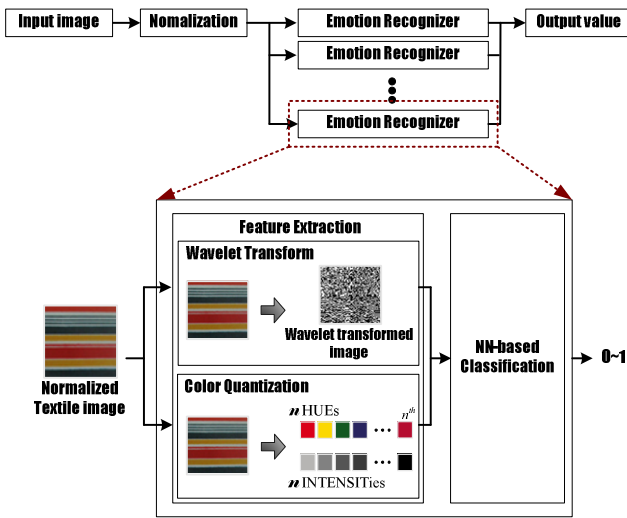 Input image
Nomalization
Emotion Recognizer
Output value
Emotion Recognizer
Emotion Recognizer
Feature Extraction
Wavelet Transform
Wavelet transformed
image
Normalized
Textile image
Color Quantization
n HUEs
nth
n INTENSITies
NN-based
Classification
0~1